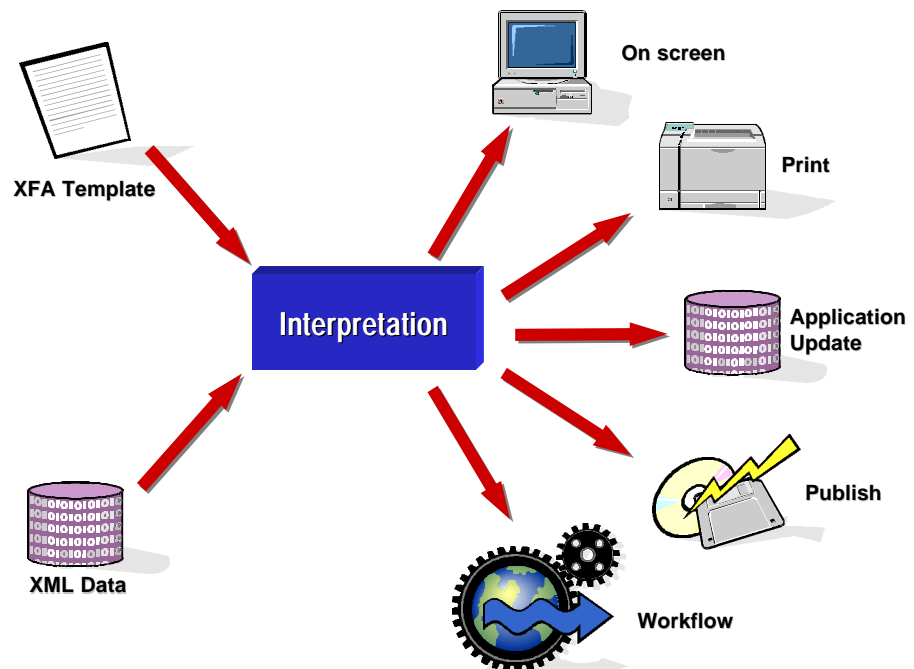 On screen
XFA Template
Print
Interpretation
Application
Update
XML Data
Publish
Workflow